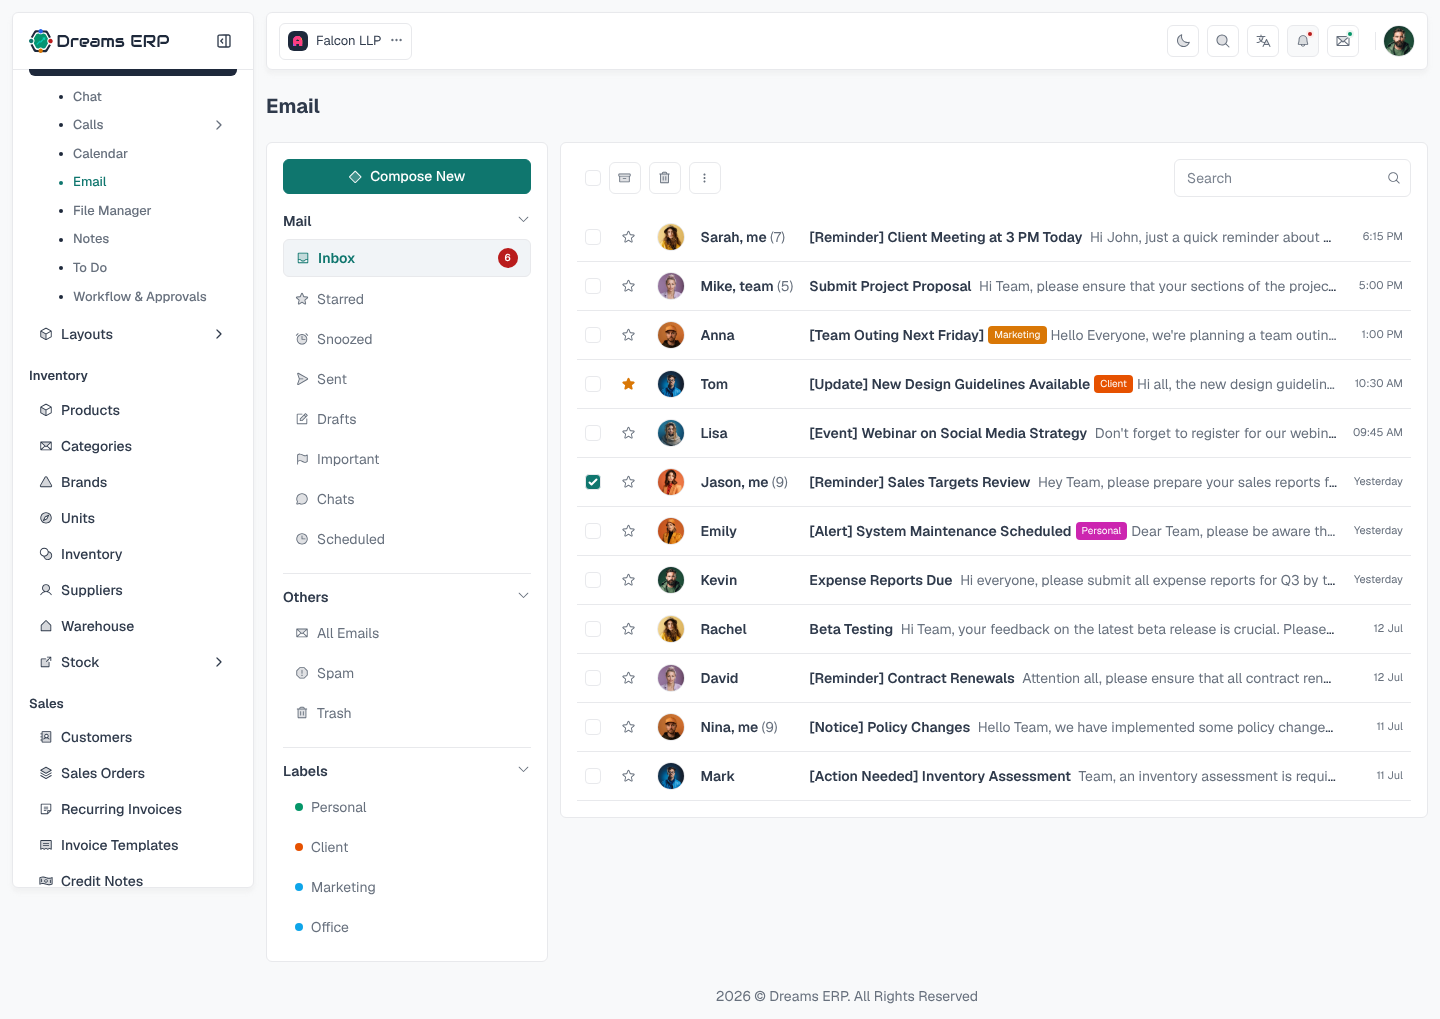 Dreams ERP
Falcon LLP
Chat
Calls
Calendar
Email
File Manager
Notes
To Do
Workflow & Approvals
Layouts
Inventory
Products
Categories
Brands
Units
Inventory
Suppliers
Warehouse
Stock
Sales
Customers
Sales Orders
Recurring Invoices
Invoice Templates
Credit Notes
Email
Compose New
Mail
Inbox 6
Starred
Snoozed
Sent
Drafts
Important
Chats
Scheduled
Others
All Emails
Spam
Trash
Labels
Personal
Client
Marketing
Office
Search
Sarah, me (7) [Reminder] Client Meeting at 3 PM Today Hi John, just a quick reminder about ... 6:15 PM
Mike, team (5) Submit Project Proposal Hi Team, please ensure that your sections of the projec... 5:00 PM
Anna [Team Outing Next Friday] Marketing Hello Everyone, we're planning a team outin... 1:00 PM
Tom [Update] New Design Guidelines Available Client Hi all, the new design guidelin... 10:30 AM
Lisa [Event] Webinar on Social Media Strategy Don't forget to register for our webin... 09:45 AM
Jason, me (9) [Reminder] Sales Targets Review Hey Team, please prepare your sales reports f... Yesterday
Emily [Alert] System Maintenance Scheduled Personal Dear Team, please be aware th... Yesterday
Kevin Expense Reports Due Hi everyone, please submit all expense reports for Q3 by t... Yesterday
Rachel Beta Testing Hi Team, your feedback on the latest beta release is crucial. Please... 12 Jul
David [Reminder] Contract Renewals Attention all, please ensure that all contract ren... 12 Jul
Nina, me (9) [Notice] Policy Changes Hello Team, we have implemented some policy change... 11 Jul
Mark [Action Needed] Inventory Assessment Team, an inventory assessment is requi... 11 Jul
2026 © Dreams ERP. All Rights Reserved